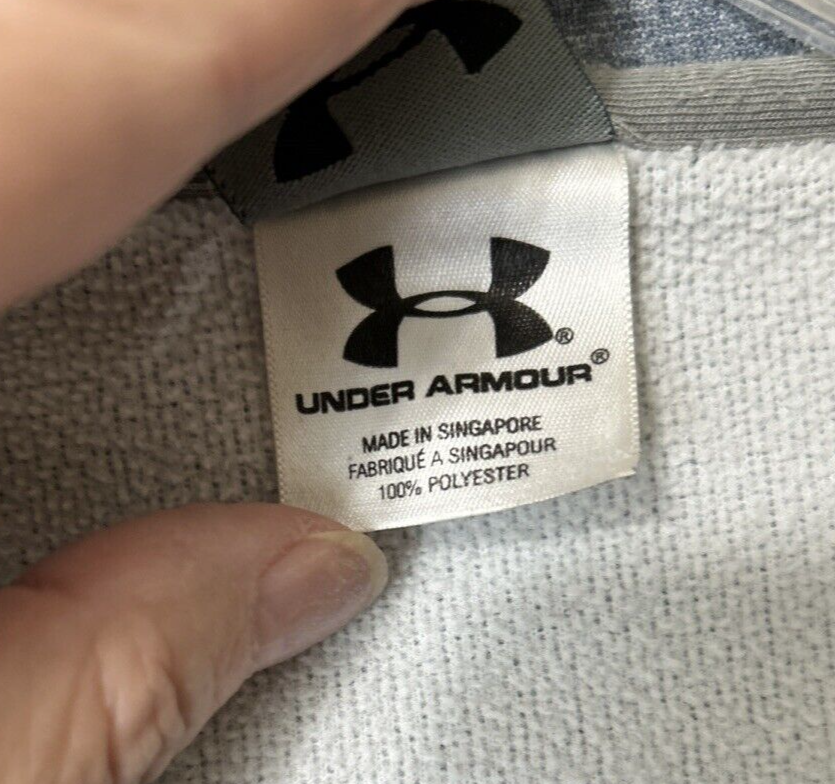 ®
UNDER ARMOUR®
MADE IN SINGAPORE
FABRIQUÉ A SINGAPOUR
100% POLYESTER